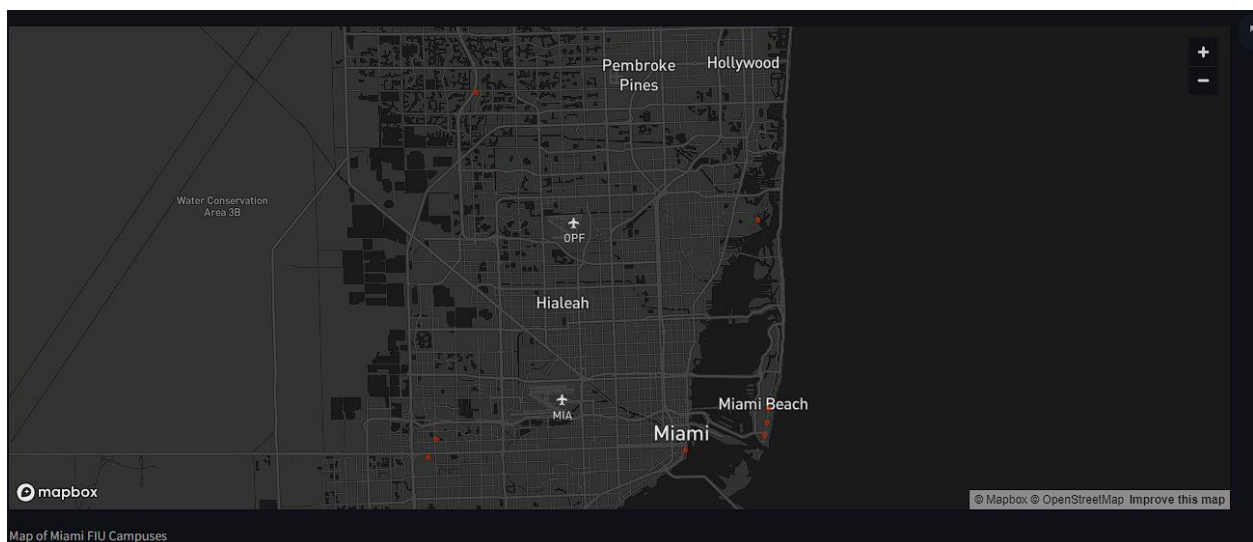 Pembroke
Pines
Hollywood
+
−
Water Conservation
Area 3B
OPF
Hialeah
MIA
Miami Beach
Miami
mapbox
© Mapbox © OpenStreetMap Improve this map
Map of Miami FIU Campuses